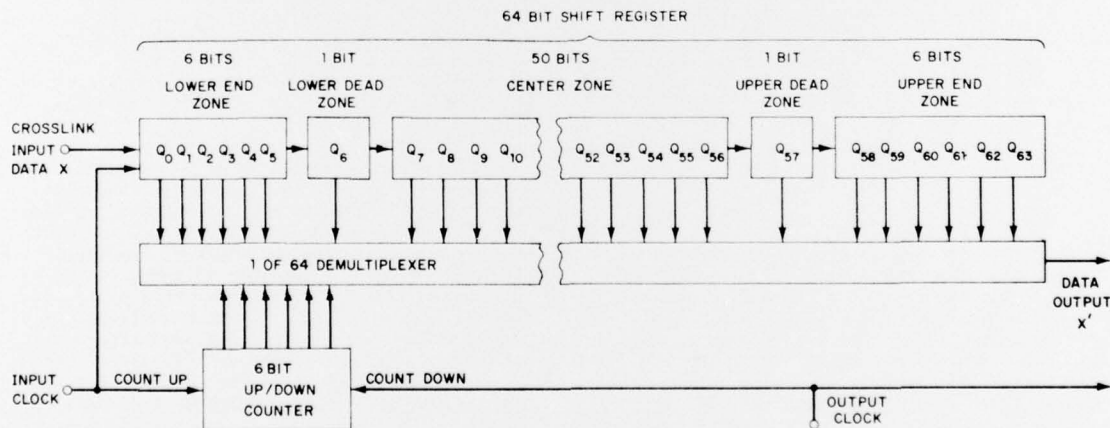 64 BIT SHIFT REGISTER
6 BITS 1 BIT 50 BITS 1 BIT 6 BITS
LOWER END ZONE
LOWER DEAD ZONE
CENTER ZONE
UPPER DEAD ZONE
UPPER END ZONE
CROSSLINK
INPUT
DATA X
Q0 Q1 Q2 Q3 Q4 Q5 Q6 Q7 Q8 Q9 Q10 Q52 Q53 Q54 Q55 Q56 Q57 Q58 Q59 Q60 Q61 Q62 Q63
1 OF 64 DEMULTIPLEXER
DATA
OUTPUT
X'
INPUT
CLOCK
COUNT UP
6 BIT
UP/DOWN
COUNTER
COUNT DOWN
OUTPUT
CLOCK